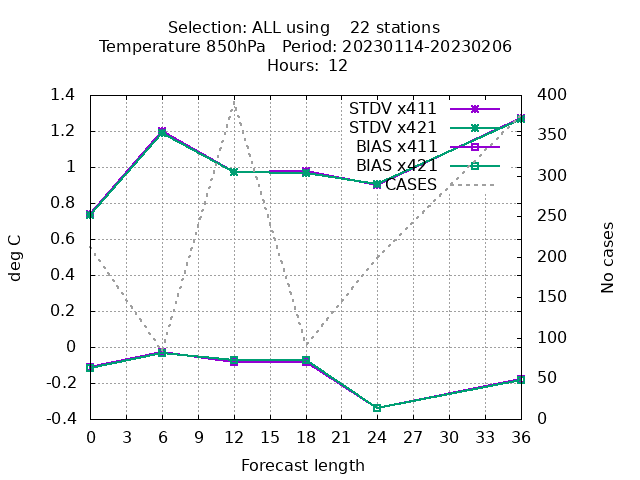 Selection: ALL using    22 stations
Temperature 850hPa   Period: 20230114-20230206
Hours: 12
1.4
1.2
1
0.8
0.6
0.4
0.2
0
-0.2
-0.4
deg C
STDV x411
STDV x421
BIAS x411
BIAS x421
CASES
400
350
300
250
200
150
100
50
0
No cases
0 3 6 9 12 15 18 21 24 27 30 33 36
Forecast length